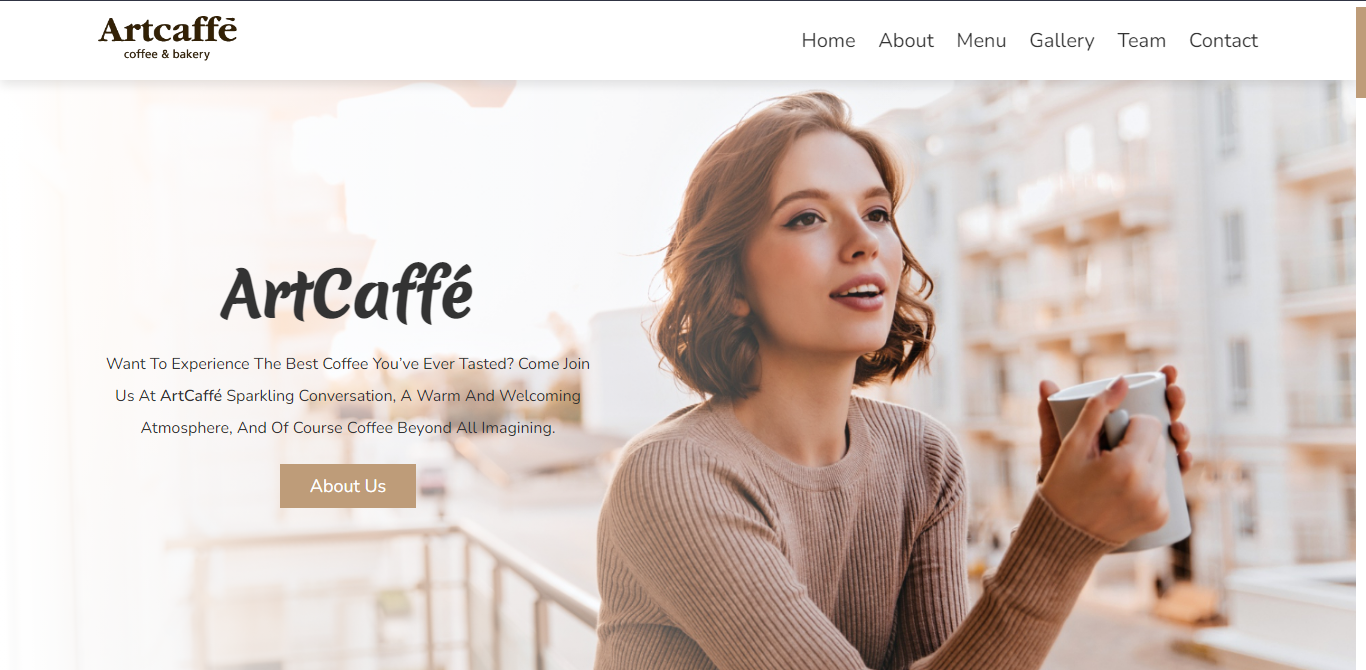 Artcaffé
coffee & bakery
Home About Menu Gallery Team Contact
ArtCaffé
Want To Experience The Best Coffee You’ve Ever Tasted? Come Join
Us At ArtCaffé Sparkling Conversation, A Warm And Welcoming
Atmosphere, And Of Course Coffee Beyond All Imagining.
About Us